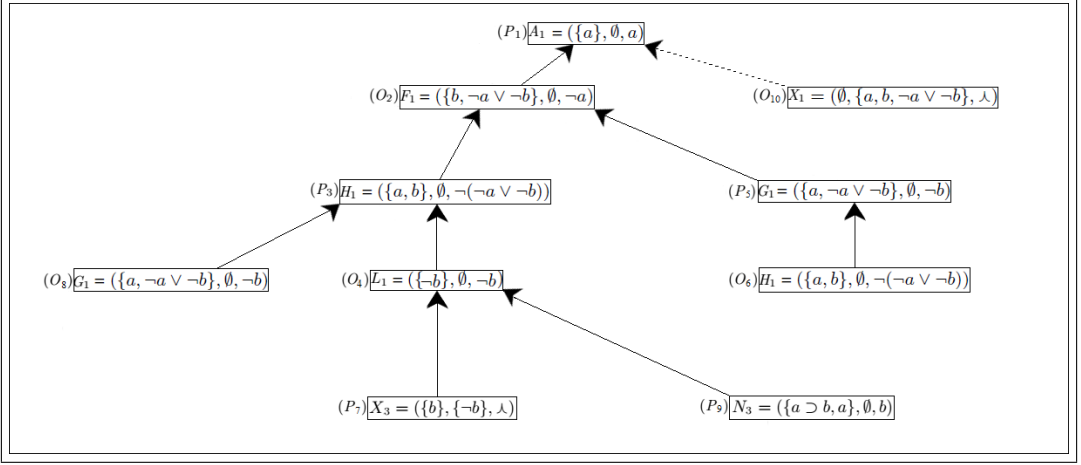 (P₁) A₁ = ({a}, ∅, a)
(O₂) F₁ = ({b, ¬a ∨ ¬b}, ∅, ¬a)
(O₁₀) X₁ = (∅, {a, b, ¬a ∨ ¬b}, ⋏)
(P₃) H₁ = ({a, b}, ∅, ¬(¬a ∨ ¬b))
(P₅) G₁ = ({a, ¬a ∨ ¬b}, ∅, ¬b)
(O₈) G₁ = ({a, ¬a ∨ ¬b}, ∅, ¬b)
(O₄) L₁ = ({¬b}, ∅, ¬b)
(O₆) H₁ = ({a, b}, ∅, ¬(¬a ∨ ¬b))
(P₇) X₃ = ({b}, {¬b}, ⋏)
(P₉) N₃ = ({a ⊃ b, a}, ∅, b)